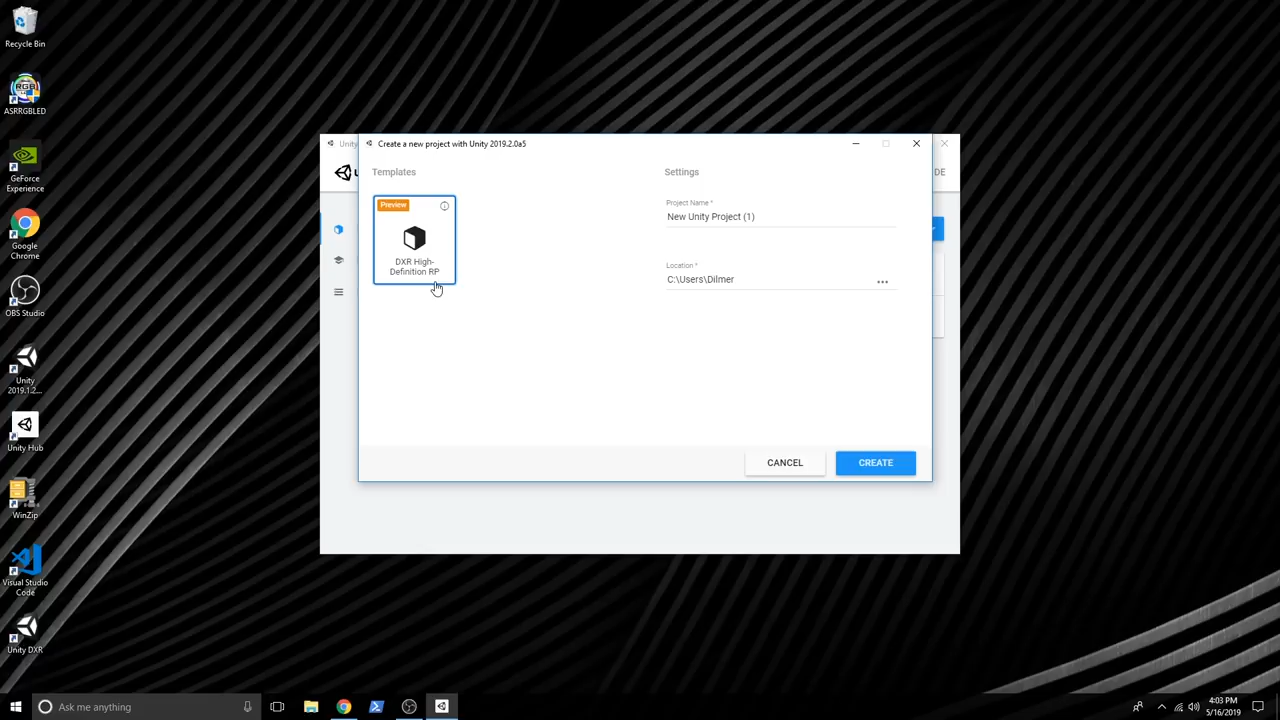 Recycle Bin
ASRRGBLED
GeForce
Experience
Google
Chrome
OBS Studio
Unity
2019.1.2...
Unity Hub
WinZip
Visual Studio
Code
Unity DXR
Unity
DE
Create a new project with Unity 2019.2.0a5
Templates
Preview
DXR High-
Definition RP
Settings
Project Name *
New Unity Project (1)
Location *
C:\Users\Dilmer
CANCEL
CREATE
Ask me anything
4:03 PM
5/16/2019